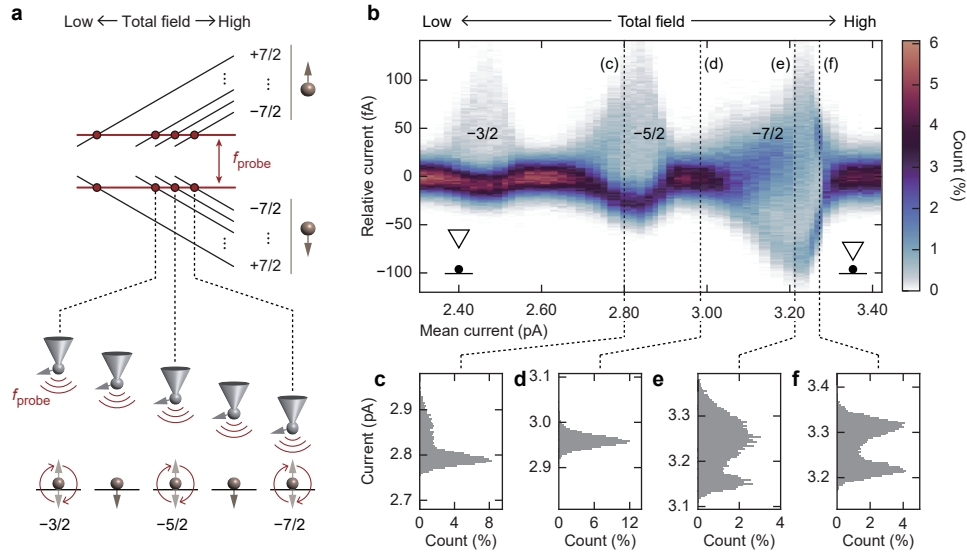 a
Low ← Total field → High
+7/2
⋮
−7/2
f_probe
−7/2
⋮
+7/2
f_probe
−3/2
−5/2
−7/2
b
Low ← Total field → High
(c)
(d)
(e)
(f)
100
50
0
−50
−100
Relative current (fA)
−3/2
−5/2
−7/2
2.40
2.60
2.80
3.00
3.20
3.40
Mean current (pA)
6
5
4
3
2
1
0
Count (%)
c
2.9
2.8
2.7
Current (pA)
0 4 8
Count (%)
d
3.1
3.0
2.9
0 6 12
Count (%)
e
3.3
3.2
3.1
0 2 4
Count (%)
f
3.4
3.3
3.2
0 2 4
Count (%)